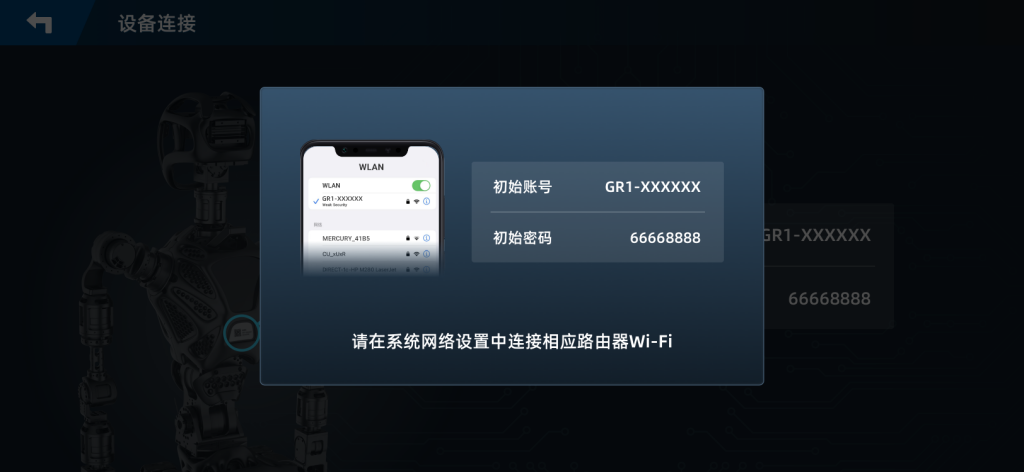 设备连接
WLAN
WLAN
GR1-XXXXXX
Weak Security
MERCURY_41B5
初始账号 GR1-XXXXXX
初始密码 66668888
请在系统网络设置中连接相应路由器Wi-Fi
GR1-XXXXXX
66668888